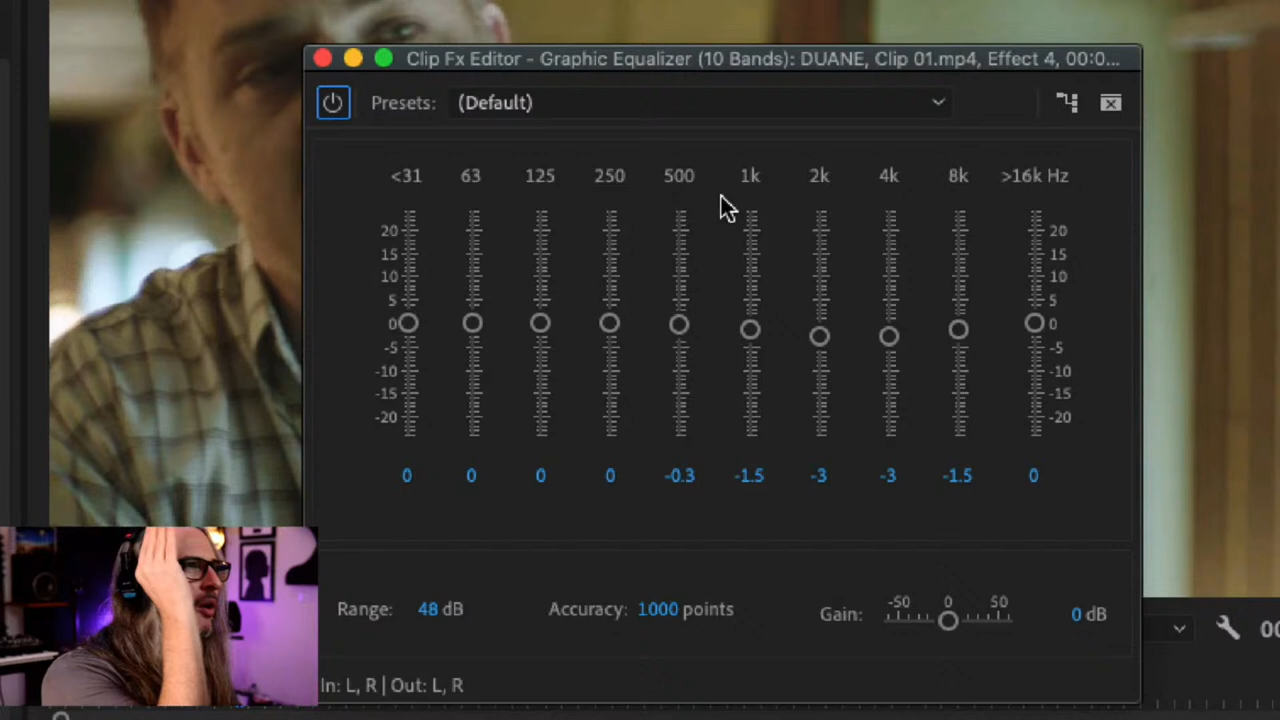 Clip Fx Editor - Graphic Equalizer (10 Bands): DUANE, Clip 01.mp4, Effect 4, 00:0...
Presets: (Default)
<31 63 125 250 500 1k 2k 4k 8k >16k Hz
20 20
15 15
10 10
5 5
0 0
-5 -5
-10 -10
-15 -15
-20 -20
0 0 0 0 -0.3 -1.5 -3 -3 -1.5 0
-50 0 50
Range: 48 dB Accuracy: 1000 points Gain: 0 dB
In: L, R | Out: L, R